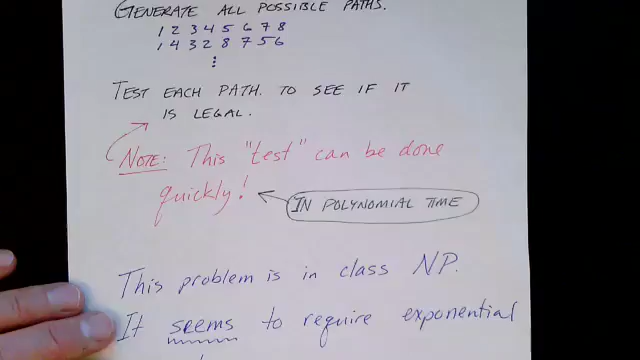 GENERATE ALL POSSIBLE PATHS.
1 2 3 4 5 6 7 8
1 4 3 2 8 7 5 6
⋮
TEST EACH PATH. TO SEE IF IT
IS LEGAL.
NOTE: This "test" can be done
quickly!
IN POLYNOMIAL TIME
This problem is in class NP.
It seems to require exponential